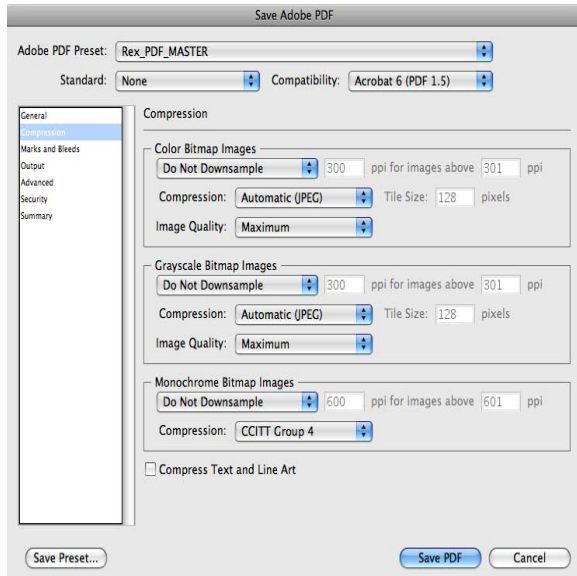 Save Adobe PDF
Adobe PDF Preset: Rex_PDF_MASTER
Standard: None Compatibility: Acrobat 6 (PDF 1.5)
General
Compression
Marks and Bleeds
Output
Advanced
Security
Summary
Compression
Color Bitmap Images
Do Not Downsample 300 ppi for images above 301 ppi
Compression: Automatic (JPEG) Tile Size: 128 pixels
Image Quality: Maximum
Grayscale Bitmap Images
Do Not Downsample 300 ppi for images above 301 ppi
Compression: Automatic (JPEG) Tile Size: 128 pixels
Image Quality: Maximum
Monochrome Bitmap Images
Do Not Downsample 600 ppi for images above 601 ppi
Compression: CCITT Group 4
Compress Text and Line Art
Save Preset... Save PDF Cancel